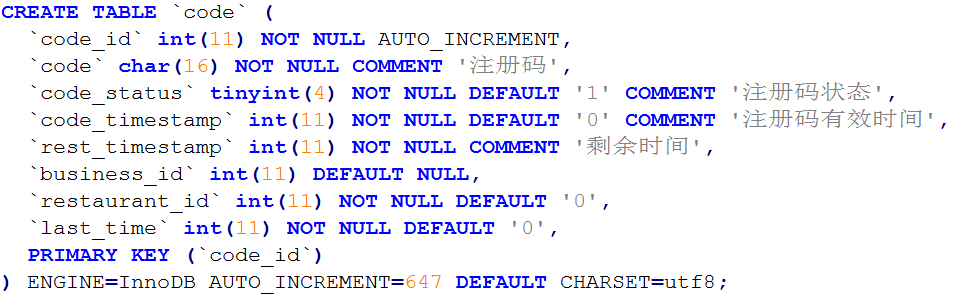 CREATE TABLE `code` (
  `code_id` int(11) NOT NULL AUTO_INCREMENT,
  `code` char(16) NOT NULL COMMENT '注册码',
  `code_status` tinyint(4) NOT NULL DEFAULT '1' COMMENT '注册码状态',
  `code_timestamp` int(11) NOT NULL DEFAULT '0' COMMENT '注册码有效时间',
  `rest_timestamp` int(11) NOT NULL COMMENT '剩余时间',
  `business_id` int(11) DEFAULT NULL,
  `restaurant_id` int(11) NOT NULL DEFAULT '0',
  `last_time` int(11) NOT NULL DEFAULT '0',
  PRIMARY KEY (`code_id`)
) ENGINE=InnoDB AUTO_INCREMENT=647 DEFAULT CHARSET=utf8;